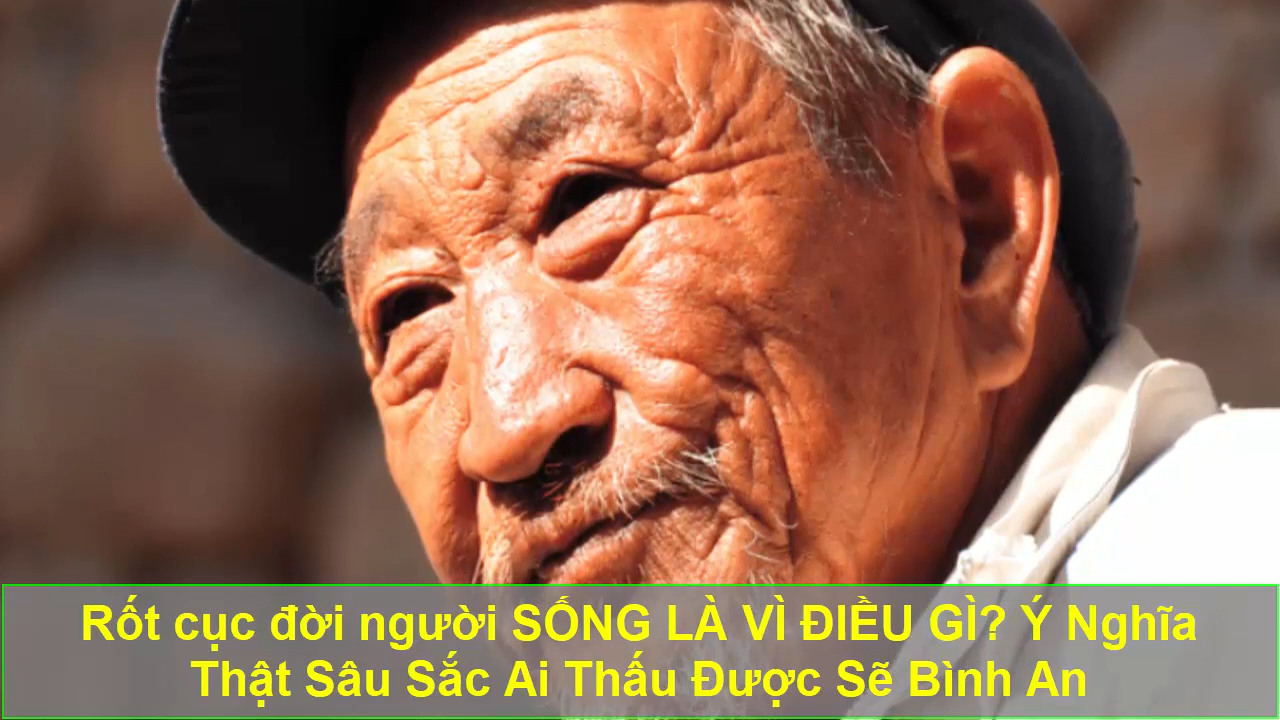 Rốt cục đời người SỐNG LÀ VÌ ĐIỀU GÌ? Ý Nghĩa
Thật Sâu Sắc Ai Thấu Được Sẽ Bình An